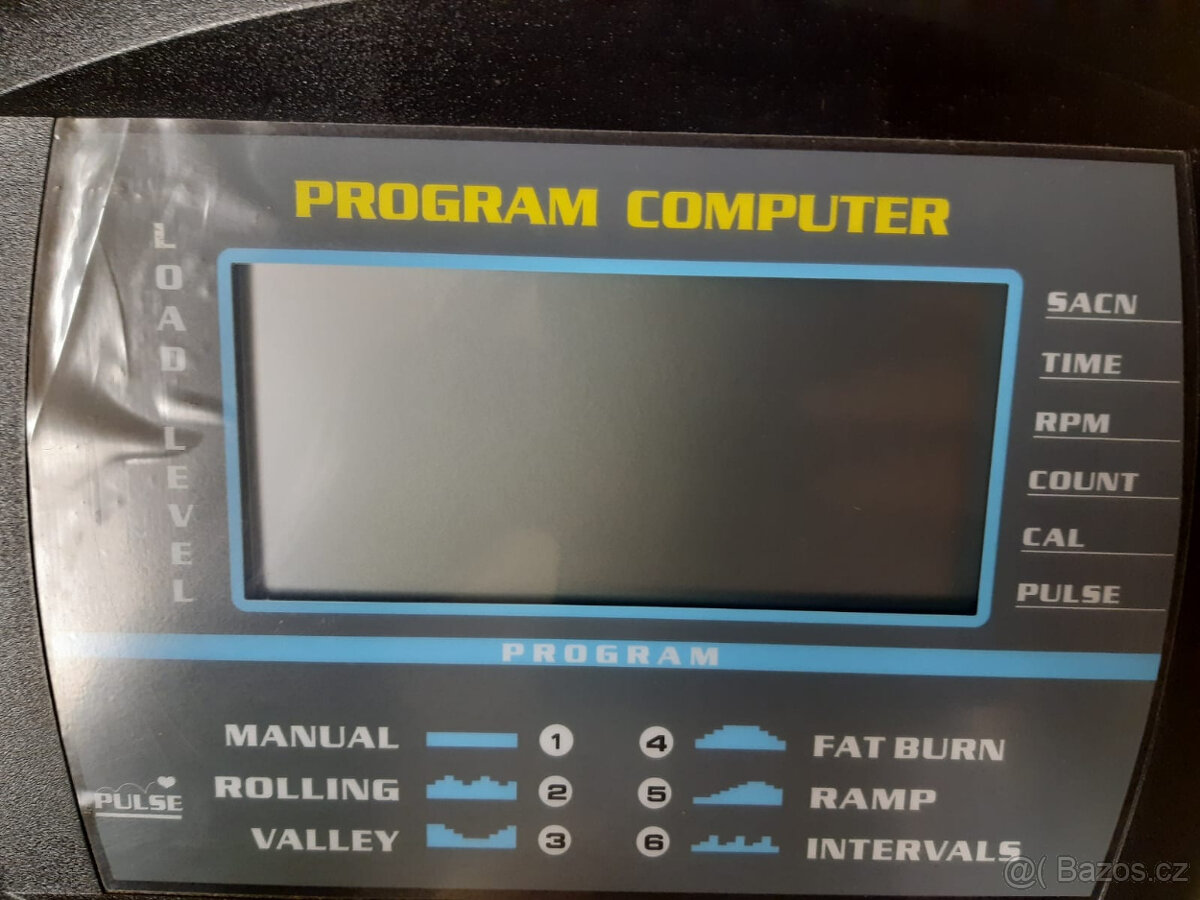 PROGRAM COMPUTER
LOAD LEVEL
SACN
TIME
RPM
COUNT
CAL
PULSE
PROGRAM
MANUAL 1 4 FAT BURN
PULSE ROLLING 2 5 RAMP
VALLEY 3 6 INTERVALS
@( Bazos.cz